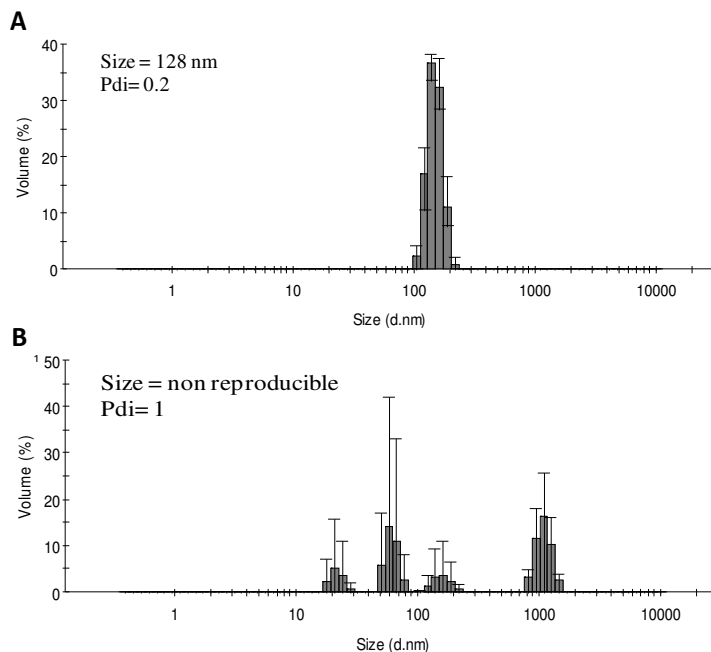 A
Size = 128 nm
Pdi= 0.2
Volume (%)
40
30
20
10
0
1 10 100 1000 10000
Size (d.nm)
B
Size = non reproducible
Pdi= 1
Volume (%)
1 50
40
30
20
10
0
1 10 100 1000 10000
Size (d.nm)